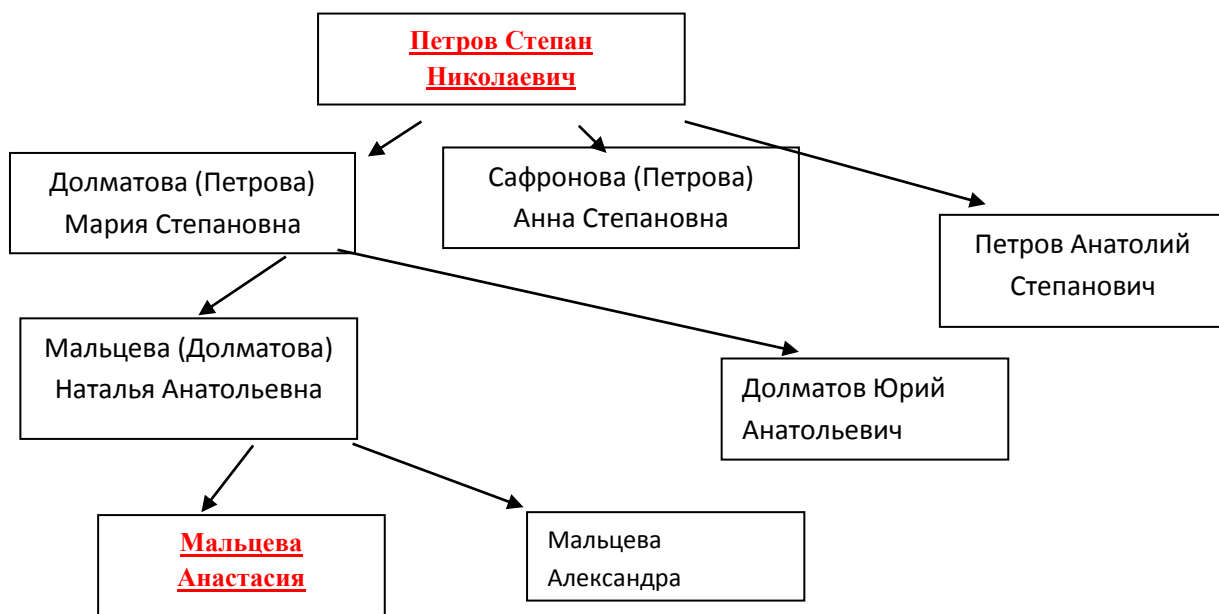 Петров Степан
Николаевич
Долматова (Петрова)
Мария Степановна
Сафронова (Петрова)
Анна Степановна
Петров Анатолий
Степанович
Мальцева (Долматова)
Наталья Анатольевна
Долматов Юрий
Анатольевич
Мальцева
Анастасия
Мальцева
Александра